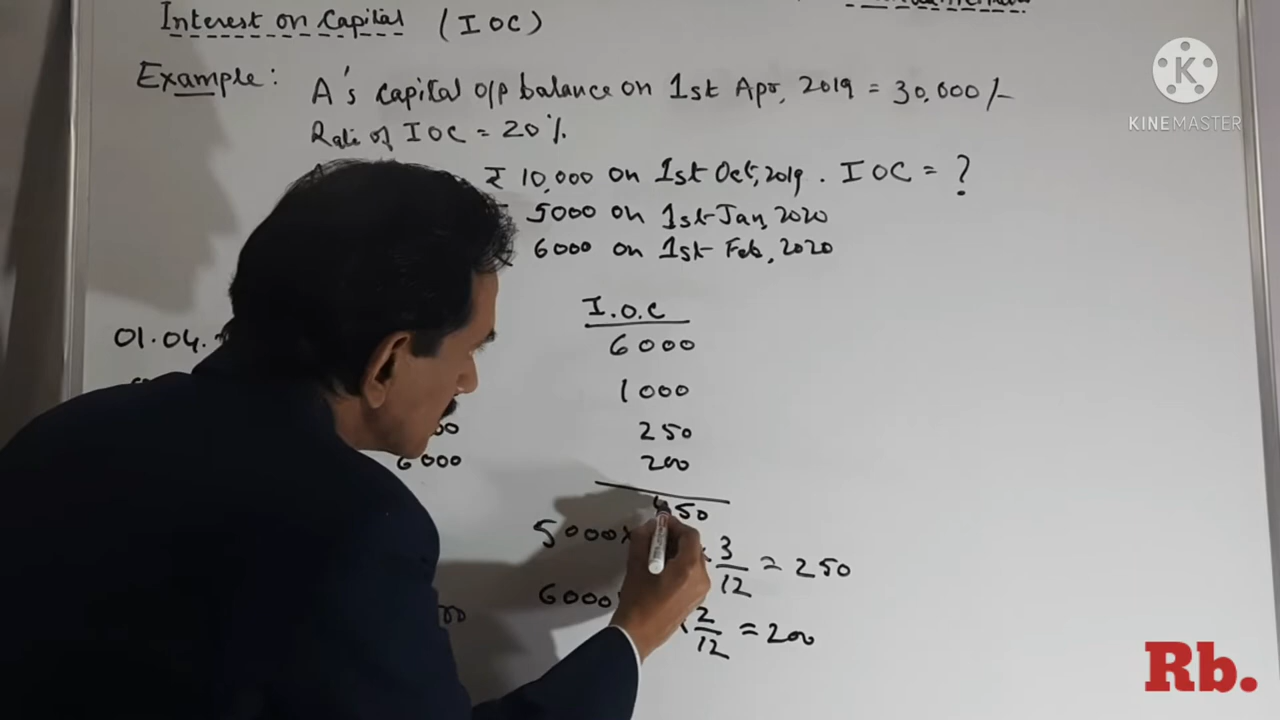 Interest on Capital (IOC)
Example: A's capital o/p balance on 1st Apr, 2019 = 30,000/-
Rate of IOC = 20%
₹ 10,000 on 1st Oct, 2019. IOC = ?
5000 on 1st Jan, 2020
6000 on 1st Feb, 2020
I.O.C
01.04.
6000
1000
250
6000 200
50
5000x 3/12 = 250
6000 2/12 = 200
KINEMASTER
Rb.